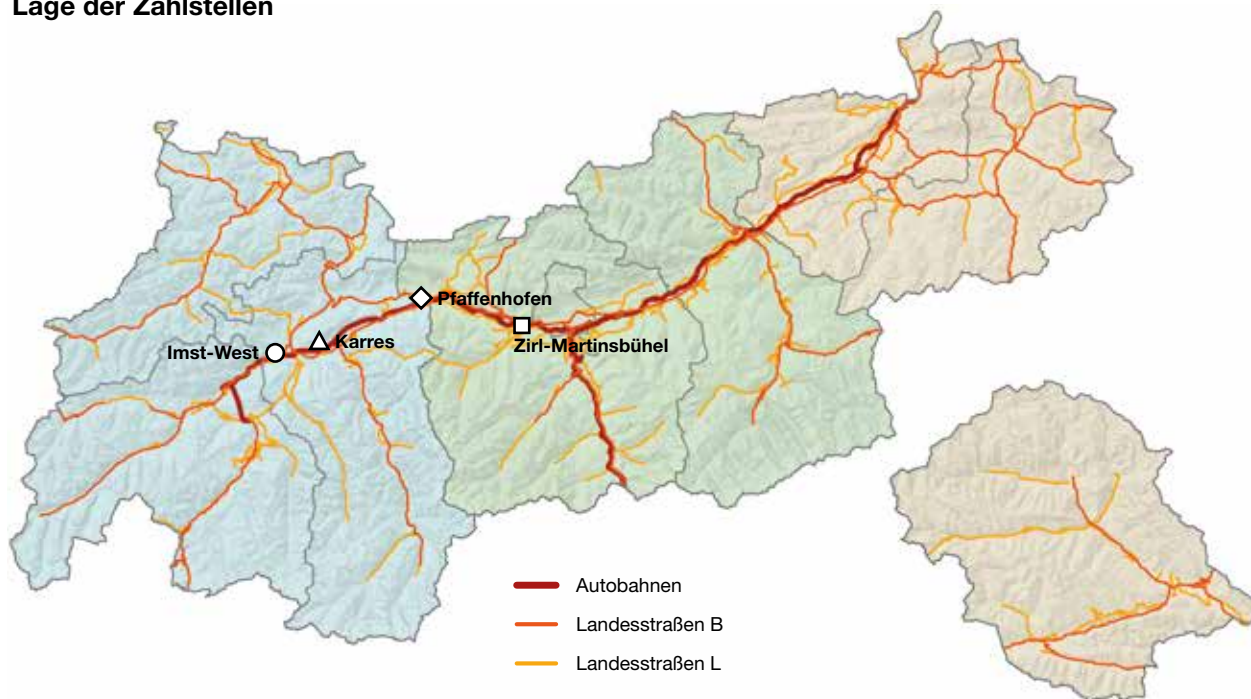 Lage der Zählstellen
Pfaffenhofen
Karres
Imst-West
Zirl-Martinsbühel
Autobahnen
Landesstraßen B
Landesstraßen L